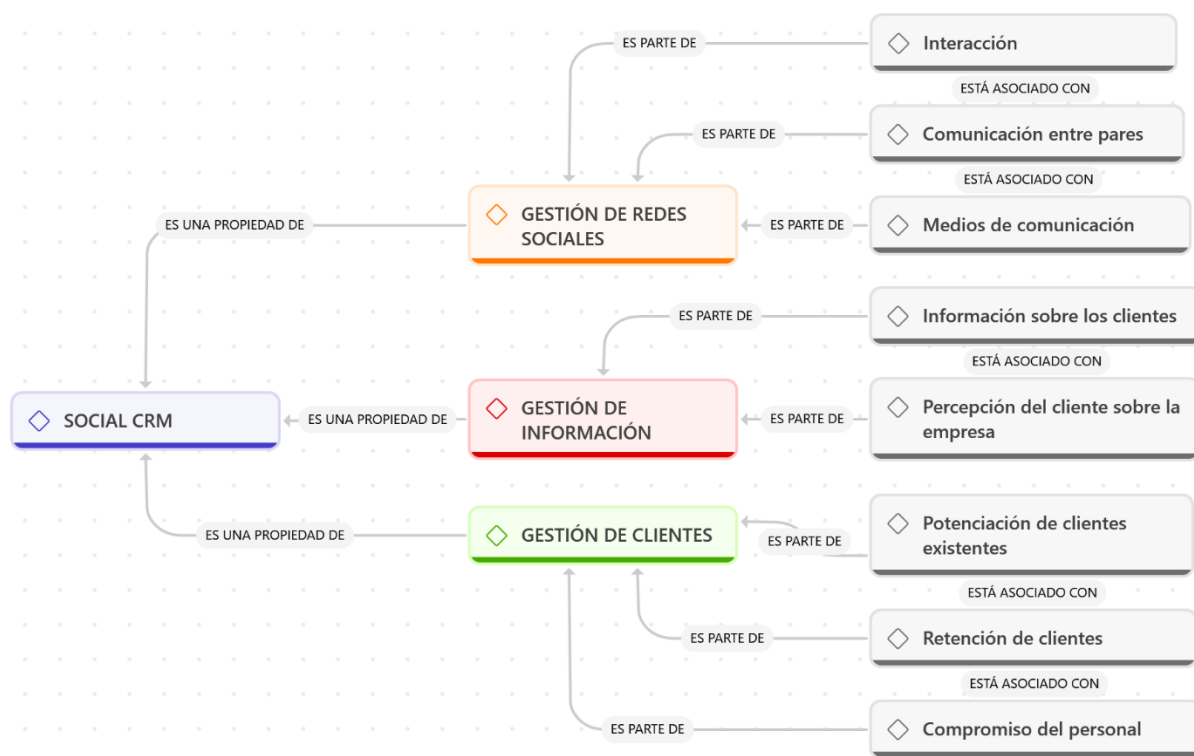 ES PARTE DE
Interacción
ESTÁ ASOCIADO CON
ES PARTE DE
Comunicación entre pares
ESTÁ ASOCIADO CON
ES UNA PROPIEDAD DE
GESTIÓN DE REDES
SOCIALES
ES PARTE DE
Medios de comunicación
ES PARTE DE
Información sobre los clientes
ESTÁ ASOCIADO CON
SOCIAL CRM
ES UNA PROPIEDAD DE
GESTIÓN DE
INFORMACIÓN
ES PARTE DE
Percepción del cliente sobre la
empresa
ES UNA PROPIEDAD DE
GESTIÓN DE CLIENTES
ES PARTE DE
Potenciación de clientes
existentes
ESTÁ ASOCIADO CON
ES PARTE DE
Retención de clientes
ESTÁ ASOCIADO CON
ES PARTE DE
Compromiso del personal